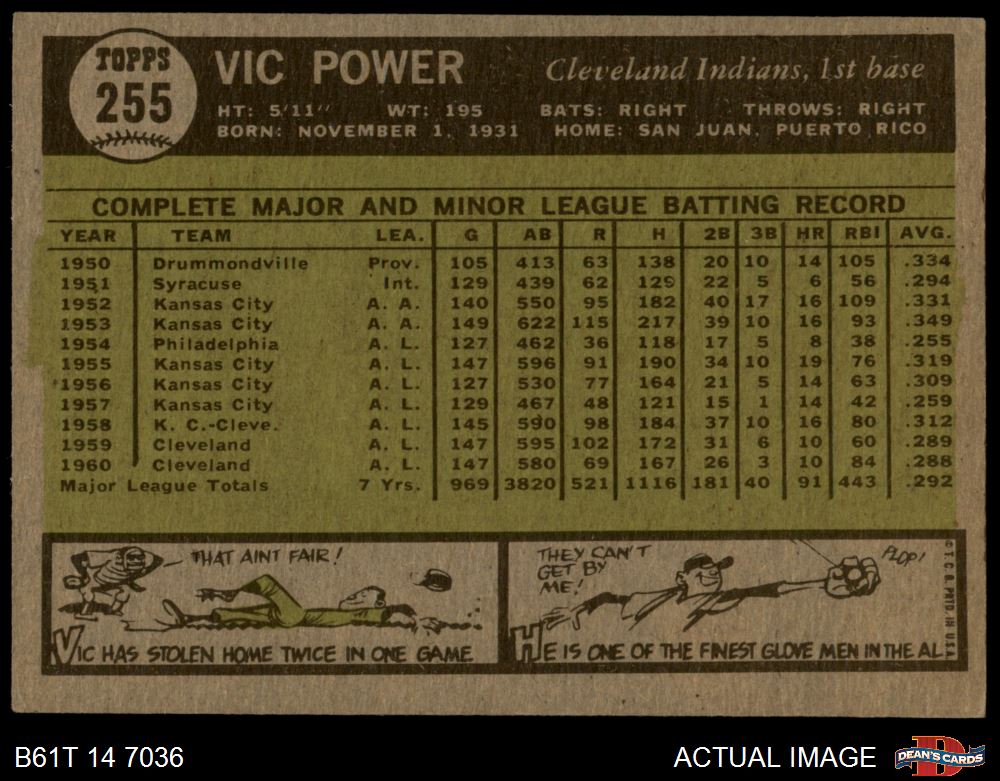 TOPPS
255
VIC POWER
Cleveland Indians, 1st base
HT: 5'11" WT: 195 BATS: RIGHT THROWS: RIGHT
BORN: NOVEMBER 1, 1931 HOME: SAN JUAN, PUERTO RICO
COMPLETE MAJOR AND MINOR LEAGUE BATTING RECORD
YEAR TEAM LEA. G AB R H 2B 3B HR RBI AVG.
1950 Drummondville Prov. 105 413 63 138 20 10 14 105 .334
1951 Syracuse Int. 129 439 62 129 22 5 6 56 .294
1952 Kansas City A. A. 140 550 95 182 40 17 16 109 .331
1953 Kansas City A. A. 149 622 115 217 39 10 16 93 .349
1954 Philadelphia A. L. 127 462 36 118 17 5 8 38 .255
1955 Kansas City A. L. 147 596 91 190 34 10 19 76 .319
1956 Kansas City A. L. 127 530 77 164 21 5 14 63 .309
1957 Kansas City A. L. 129 467 48 121 15 1 14 42 .259
1958 K. C.-Cleve. A. L. 145 590 98 184 37 10 16 80 .312
1959 Cleveland A. L. 147 595 102 172 31 6 10 60 .289
1960 Cleveland A. L. 147 580 69 167 26 3 10 84 .288
Major League Totals 7 Yrs. 969 3820 521 1116 181 40 91 443 .292
THAT AINT FAIR!
VIC HAS STOLEN HOME TWICE IN ONE GAME
THEY CAN'T
GET BY
ME!
PLOP!
HE IS ONE OF THE FINEST GLOVE MEN IN THE AL
© T. C. G. PRTD. IN U.S.A.
B61T 14 7036
ACTUAL IMAGE
D
DEAN'S CARDS